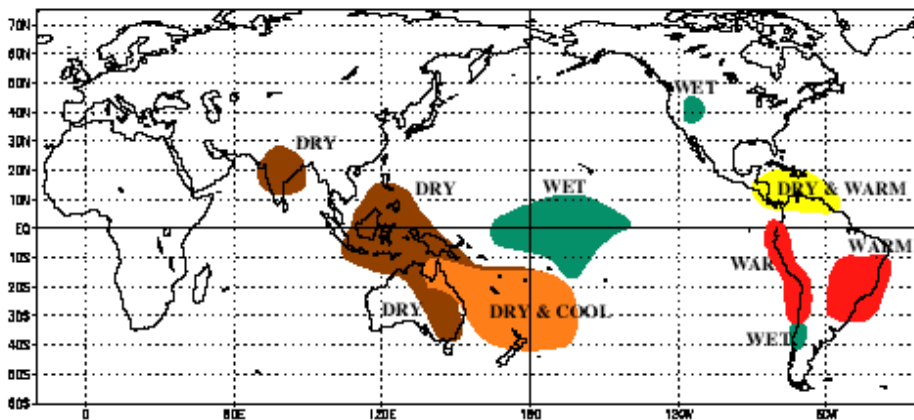 70N
60N
50N
WET
40N
30N
DRY
20N
DRY
WET
DRY & WARM
10N
EQ
WARM
10S
WAR
20S
DRY
DRY & COOL
30S
WET
40S
50S
60S
0
60E
120E
180
120W
60W